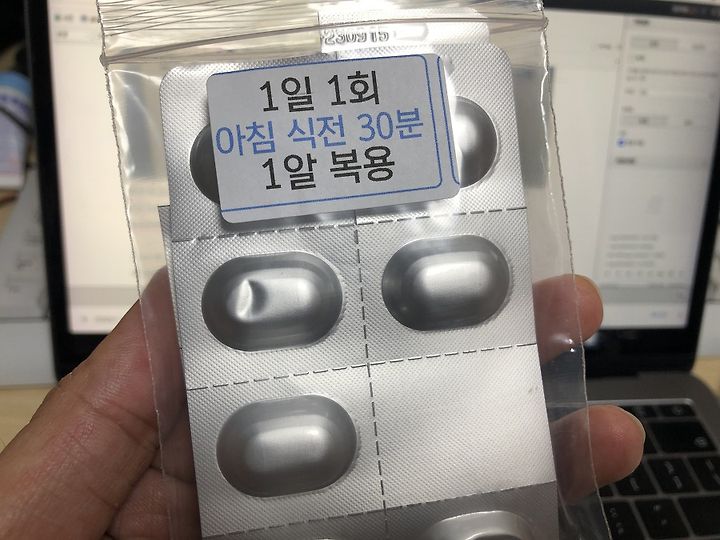 1일 1회
아침 식전 30분
1알 복용